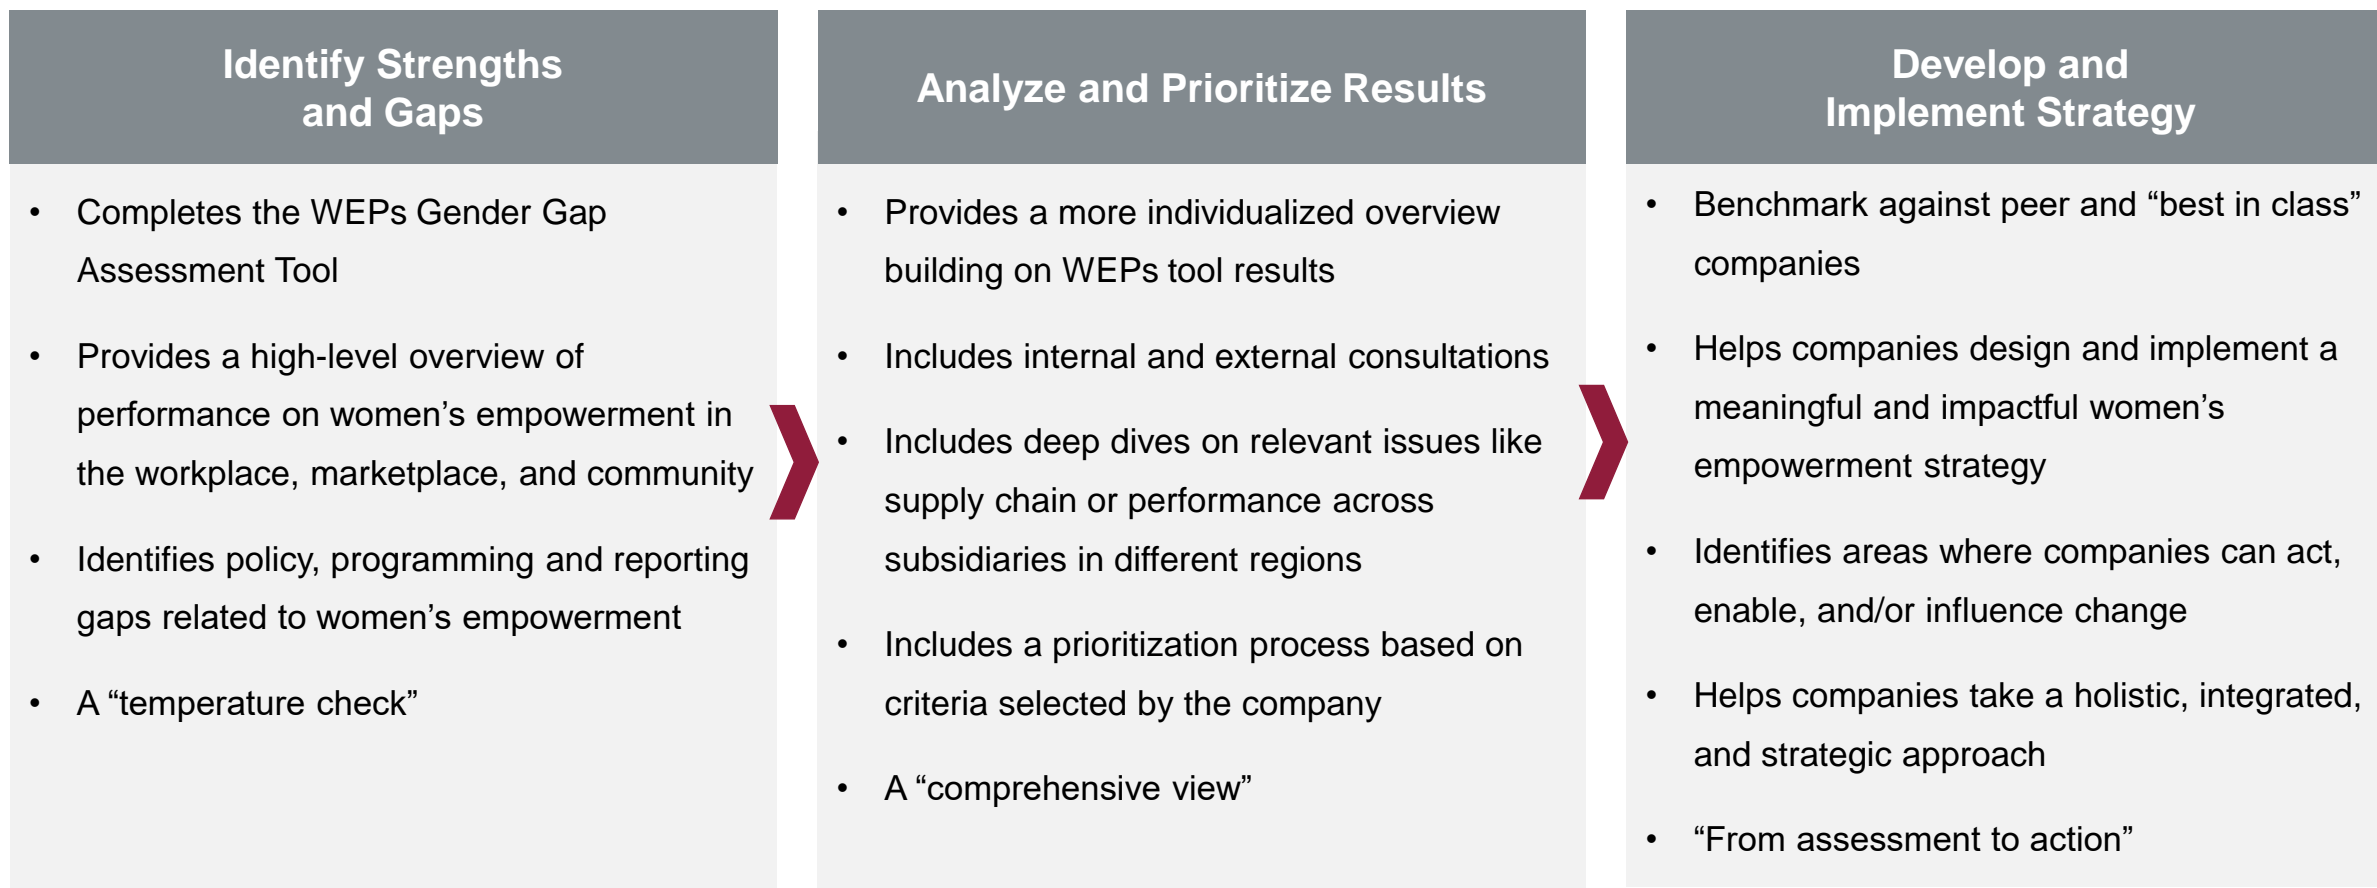 Identify Strengths
and Gaps
• Completes the WEPs Gender Gap
Assessment Tool
• Provides a high-level overview of
performance on women’s empowerment in
the workplace, marketplace, and community
• Identifies policy, programming and reporting
gaps related to women’s empowerment
• A “temperature check”
Analyze and Prioritize Results
• Provides a more individualized overview
building on WEPs tool results
• Includes internal and external consultations
• Includes deep dives on relevant issues like
supply chain or performance across
subsidiaries in different regions
• Includes a prioritization process based on
criteria selected by the company
• A “comprehensive view”
Develop and
Implement Strategy
• Benchmark against peer and “best in class”
companies
• Helps companies design and implement a
meaningful and impactful women’s
empowerment strategy
• Identifies areas where companies can act,
enable, and/or influence change
• Helps companies take a holistic, integrated,
and strategic approach
• “From assessment to action”